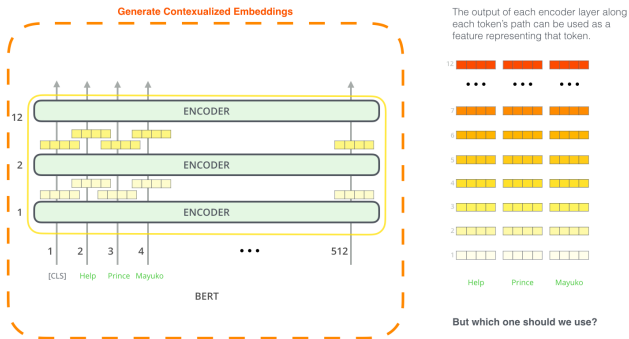 Generate Contexualized Embeddings
12
ENCODER
2
ENCODER
1
ENCODER
1 2 3 4 ••• 512
[CLS] Help Prince Mayuko
BERT
The output of each encoder layer along
each token's path can be used as a
feature representing that token.
12
••• ••• •••
7
6
5
4
3
2
1
Help Prince Mayuko
But which one should we use?